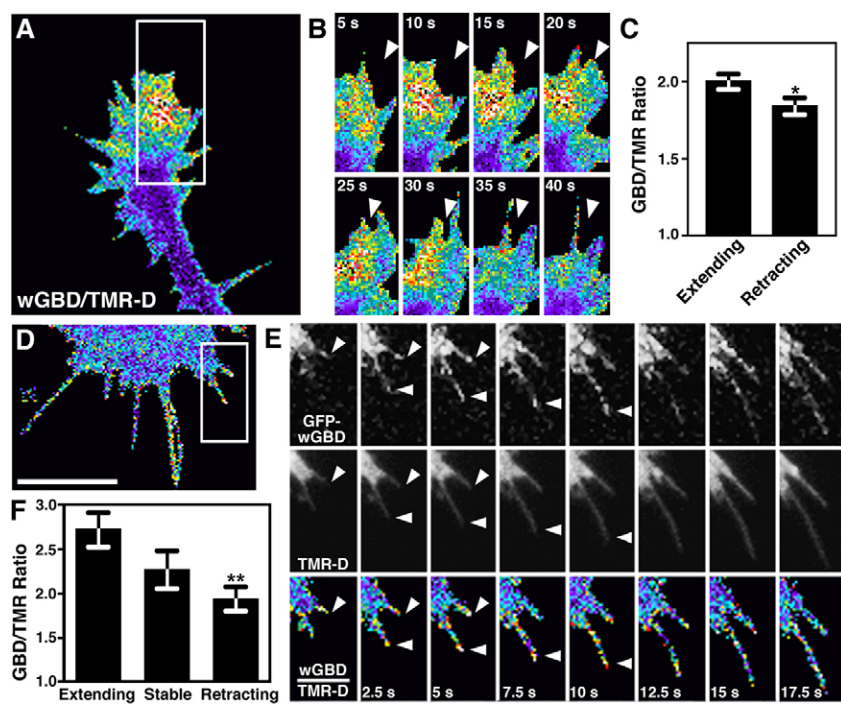 A
wGBD/TMR-D
B
5 s
10 s
15 s
20 s
25 s
30 s
35 s
40 s
C
GBD/TMR Ratio
2.0
1.5
1.0
*
Extending
Retracting
D
E
GFP-
wGBD
TMR-D
wGBD
TMR-D
2.5 s
5 s
7.5 s
10 s
12.5 s
15 s
17.5 s
F
GBD/TMR Ratio
3.0
2.5
2.0
1.5
1.0
**
Extending
Stable
Retracting